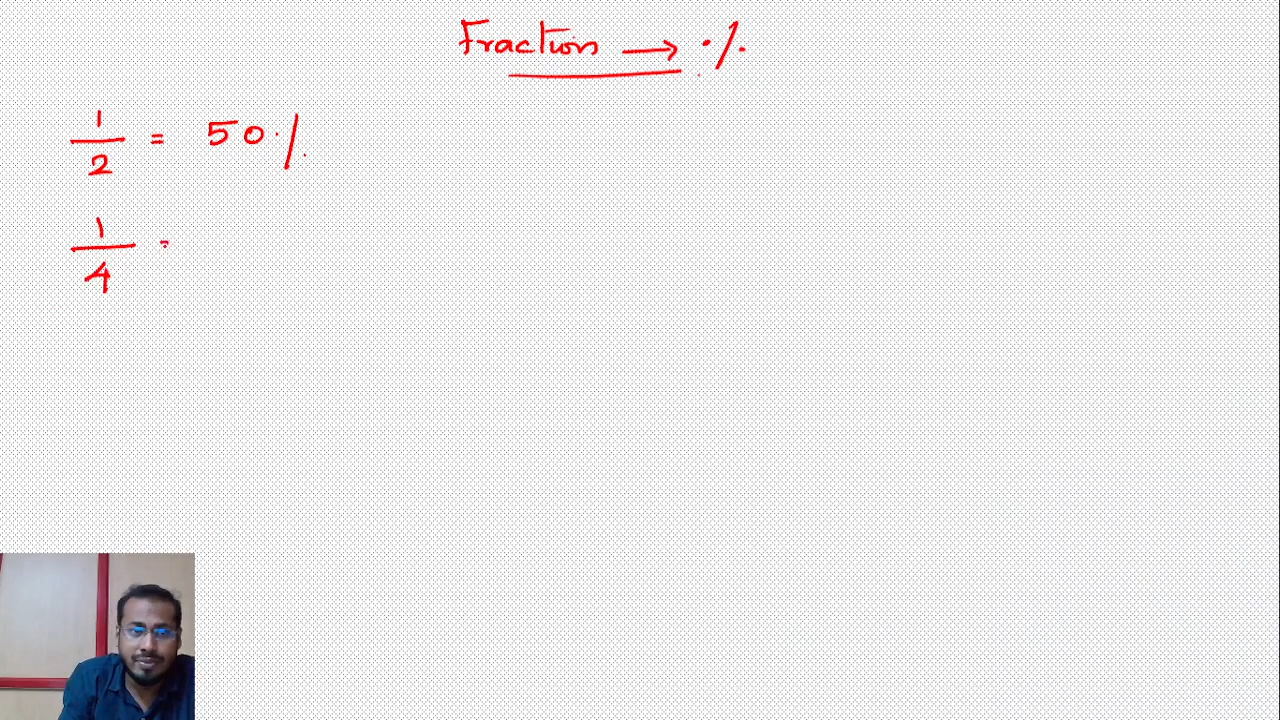 Fraction → %
1/2 = 50%
1/4 =